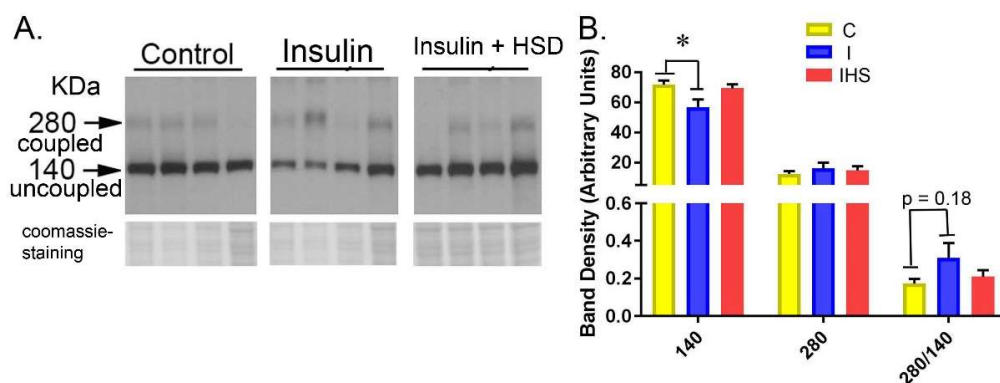 A.
Control
Insulin
Insulin + HSD
KDa
280
coupled
140
uncoupled
coomassie-
staining
B.
C
I
IHS
*
Band Density (Arbitrary Units)
80
60
40
20
0.6
0.4
0.2
0.0
p = 0.18
140
280
280/140